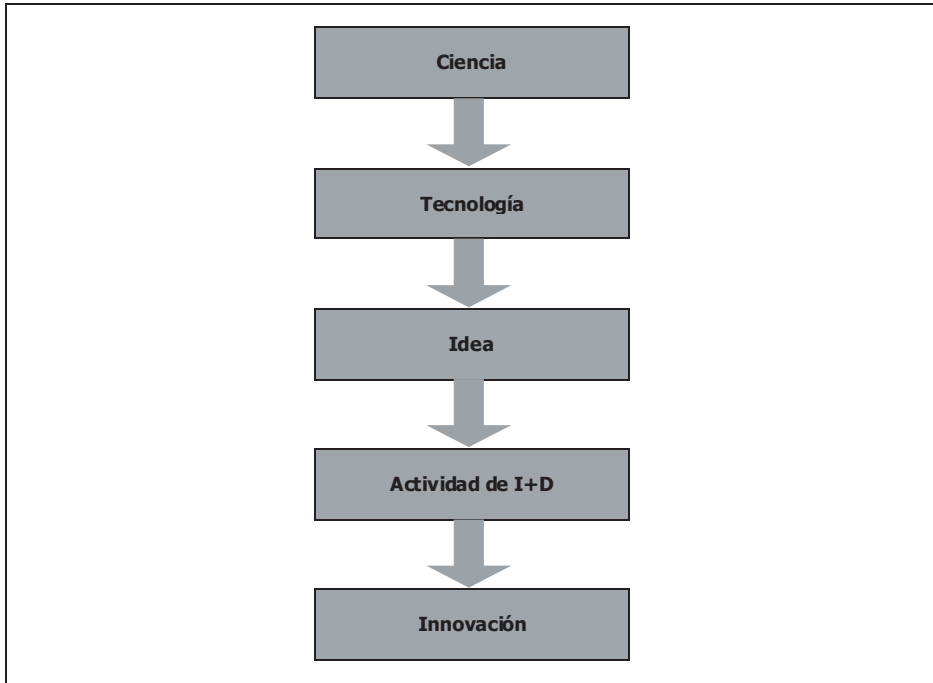 Ciencia
Tecnología
Idea
Actividad de I+D
Innovación